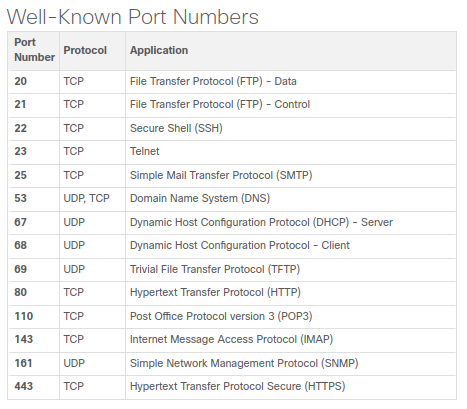 Well-Known Port Numbers
Port Number Protocol Application
20 TCP File Transfer Protocol (FTP) - Data
21 TCP File Transfer Protocol (FTP) - Control
22 TCP Secure Shell (SSH)
23 TCP Telnet
25 TCP Simple Mail Transfer Protocol (SMTP)
53 UDP, TCP Domain Name System (DNS)
67 UDP Dynamic Host Configuration Protocol (DHCP) - Server
68 UDP Dynamic Host Configuration Protocol - Client
69 UDP Trivial File Transfer Protocol (TFTP)
80 TCP Hypertext Transfer Protocol (HTTP)
110 TCP Post Office Protocol version 3 (POP3)
143 TCP Internet Message Access Protocol (IMAP)
161 UDP Simple Network Management Protocol (SNMP)
443 TCP Hypertext Transfer Protocol Secure (HTTPS)